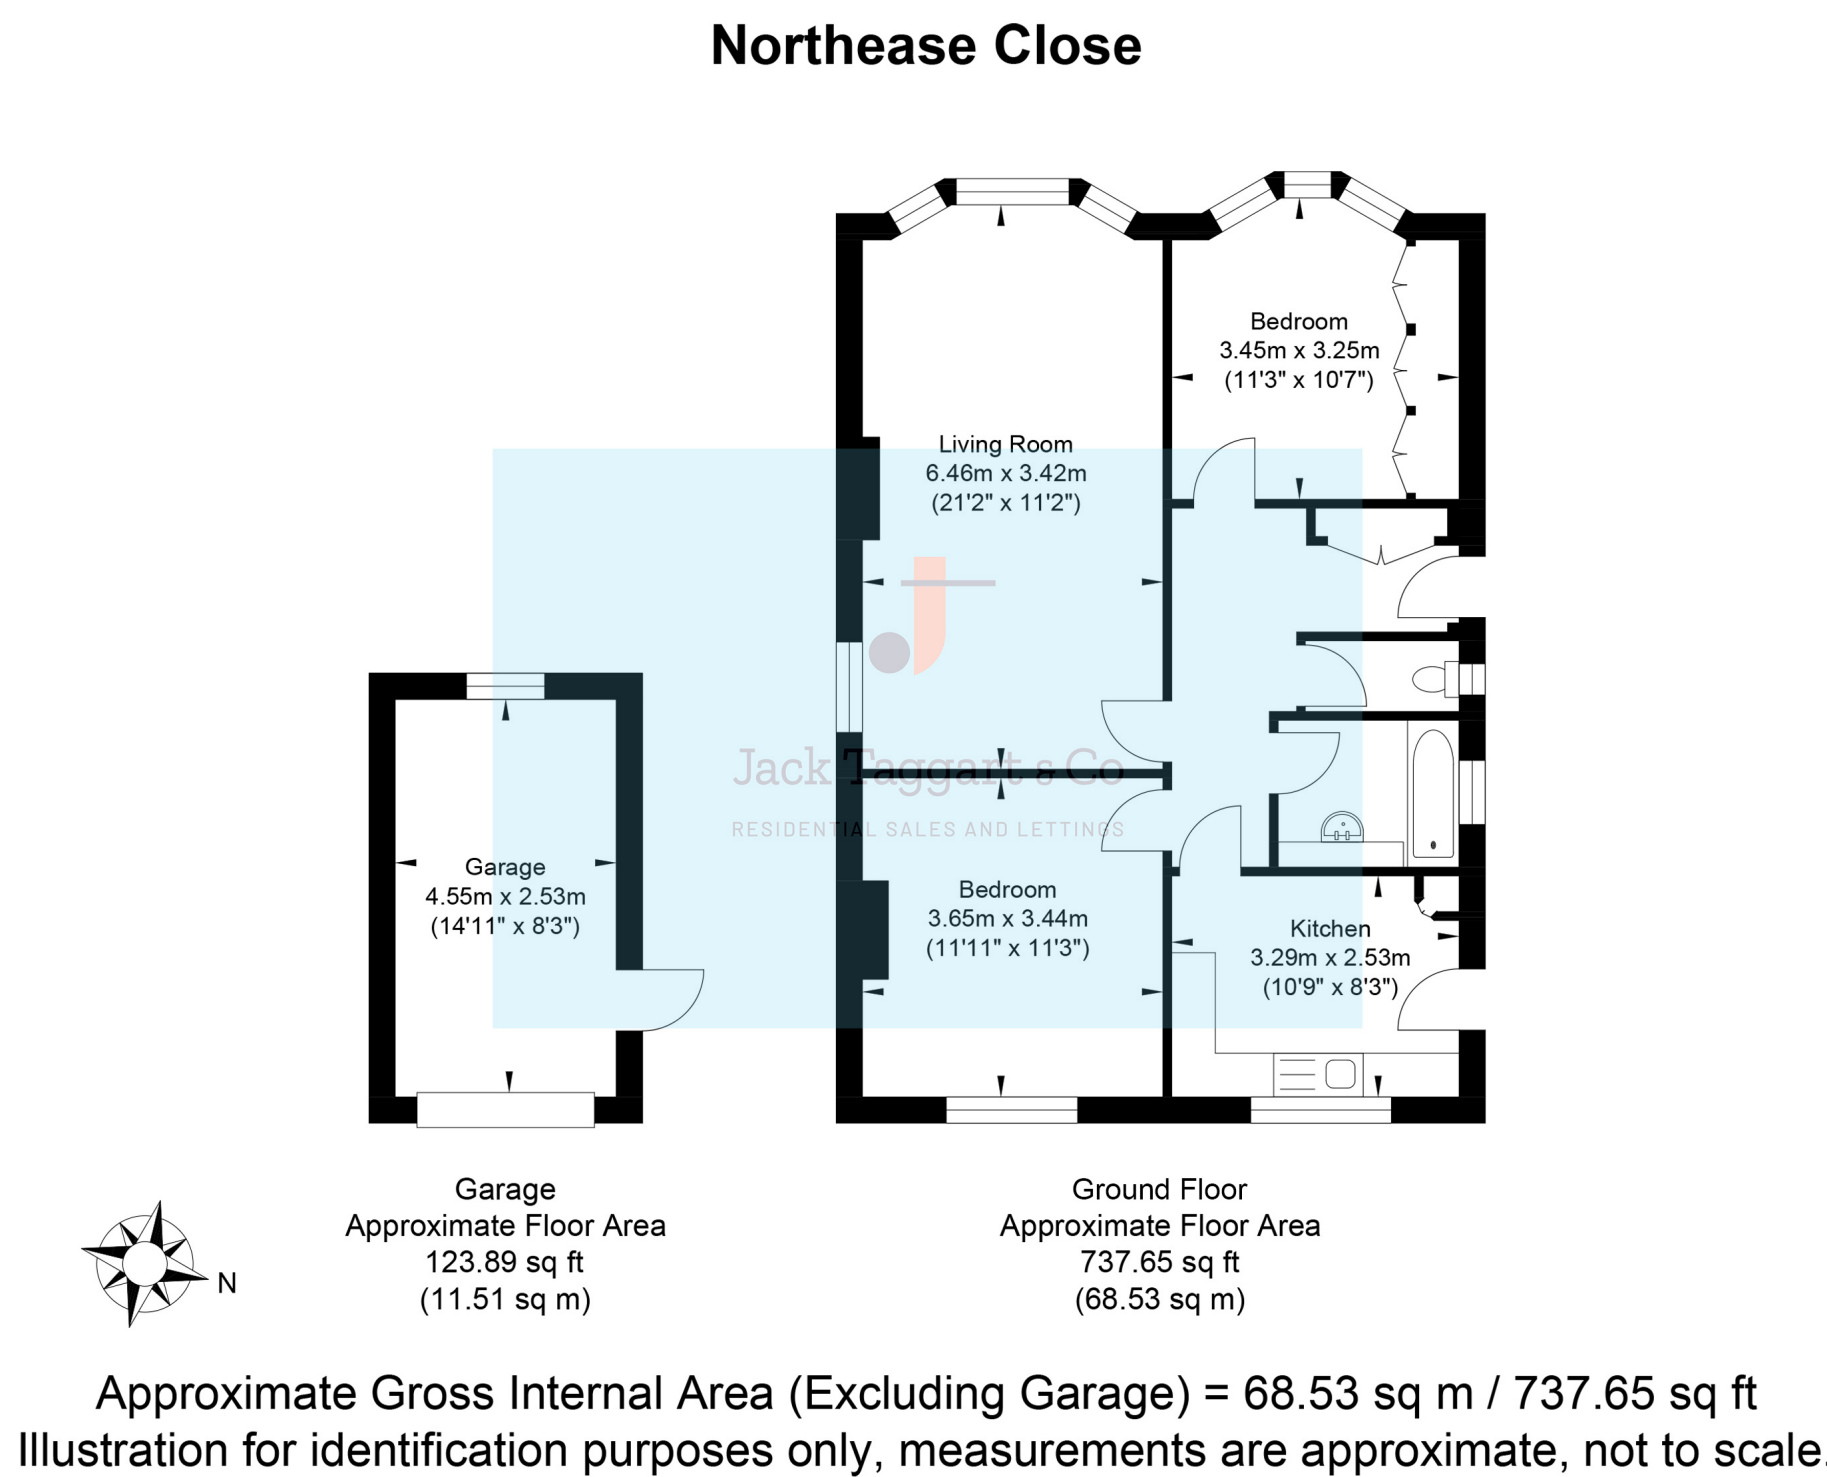 Northease Close
Bedroom
3.45m x 3.25m
(11'3" x 10'7")
Living Room
6.46m x 3.42m
(21'2" x 11'2")
Jack Taggart & Co
RESIDENTIAL SALES AND LETTINGS
Garage
4.55m x 2.53m
(14'11" x 8'3")
Bedroom
3.65m x 3.44m
(11'11" x 11'3")
Kitchen
3.29m x 2.53m
(10'9" x 8'3")
N
Garage
Approximate Floor Area
123.89 sq ft
(11.51 sq m)
Ground Floor
Approximate Floor Area
737.65 sq ft
(68.53 sq m)
Approximate Gross Internal Area (Excluding Garage) = 68.53 sq m / 737.65 sq ft
Illustration for identification purposes only, measurements are approximate, not to scale.